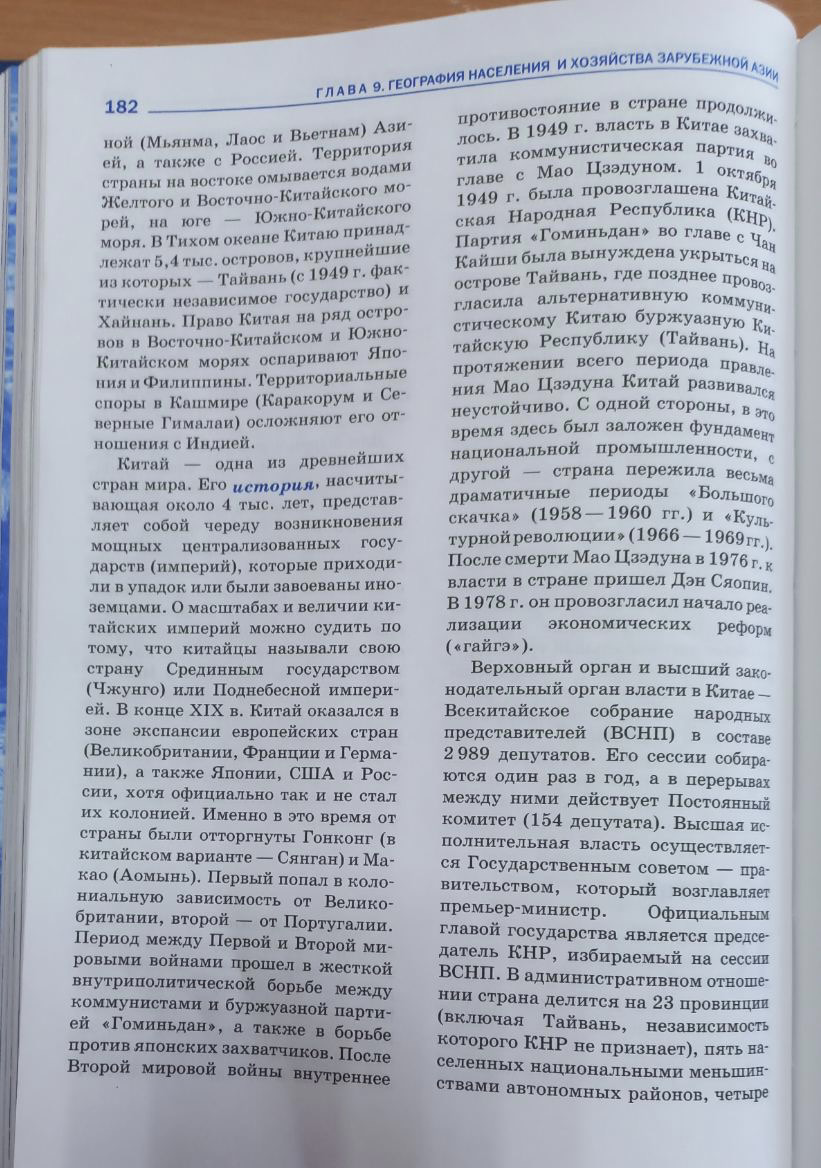 182
ГЛАВА 9. ГЕОГРАФИЯ НАСЕЛЕНИЯ И ХОЗЯЙСТВА ЗАРУБЕЖНОЙ АЗИИ
ной (Мьянма, Лаос и Вьетнам) Ази-
ей, а также с Россией. Территория
страны на востоке омывается водами
Желтого и Восточно-Китайского мо-
рей, на юге — Южно-Китайского
моря. В Тихом океане Китаю принад-
лежат 5,4 тыс. островов, крупнейшие
из которых — Тайвань (с 1949 г. фак-
тически независимое государство) и
Хайнань. Право Китая на ряд остро-
вов в Восточно-Китайском и Южно-
Китайском морях оспаривают Япо-
ния и Филиппины. Территориальные
споры в Кашмире (Каракорум и Се-
верные Гималаи) осложняют его от-
ношения с Индией.
Китай — одна из древнейших
стран мира. Его история, насчиты-
вающая около 4 тыс. лет, представ-
ляет собой череду возникновения
мощных централизованных госу-
дарств (империй), которые приходи-
ли в упадок или были завоеваны ино-
земцами. О масштабах и величии ки-
тайских империй можно судить по
тому, что китайцы называли свою
страну Срединным государством
(Чжунго) или Поднебесной импери-
ей. В конце XIX в. Китай оказался в
зоне экспансии европейских стран
(Великобритании, Франции и Герма-
нии), а также Японии, США и Рос-
сии, хотя официально так и не стал
их колонией. Именно в это время от
страны были отторгнуты Гонконг (в
китайском варианте — Сянган) и Ма-
као (Аомынь). Первый попал в коло-
ниальную зависимость от Велико-
британии, второй — от Португалии.
Период между Первой и Второй ми-
ровыми войнами прошел в жесткой
внутриполитической борьбе между
коммунистами и буржуазной парти-
ей «Гоминьдан», а также в борьбе
против японских захватчиков. После
Второй мировой войны внутреннее
противостояние в стране продолжи-
лось. В 1949 г. власть в Китае захва-
тила коммунистическая партия во
главе с Мао Цзэдуном. 1 октября
1949 г. была провозглашена Китай-
ская Народная Республика (КНР).
Партия «Гоминьдан» во главе с Чан
Кайши была вынуждена укрыться на
острове Тайвань, где позднее провоз-
гласила альтернативную коммуни-
стическому Китаю буржуазную Ки-
тайскую Республику (Тайвань). На
протяжении всего периода правле-
ния Мао Цзэдуна Китай развивался
неустойчиво. С одной стороны, в это
время здесь был заложен фундамент
национальной промышленности, с
другой — страна пережила весьма
драматичные периоды «Большого
скачка» (1958 — 1960 гг.) и «Куль-
турной революции» (1966 — 1969 гг.).
После смерти Мао Цзэдуна в 1976 г. к
власти в стране пришел Дэн Сяопин.
В 1978 г. он провозгласил начало реа-
лизации экономических реформ
(«гайгэ»).
Верховный орган и высший зако-
нодательный орган власти в Китае —
Всекитайское собрание народных
представителей (ВСНП) в составе
2 989 депутатов. Его сессии собира-
ются один раз в год, а в перерывах
между ними действует Постоянный
комитет (154 депутата). Высшая ис-
полнительная власть осуществляет-
ся Государственным советом — пра-
вительством, который возглавляет
премьер-министр. Официальным
главой государства является предсе-
датель КНР, избираемый на сессии
ВСНП. В административном отноше-
нии страна делится на 23 провинции
(включая Тайвань, независимость
которого КНР не признает), пять на-
селенных национальными меньшин-
ствами автономных районов, четыре